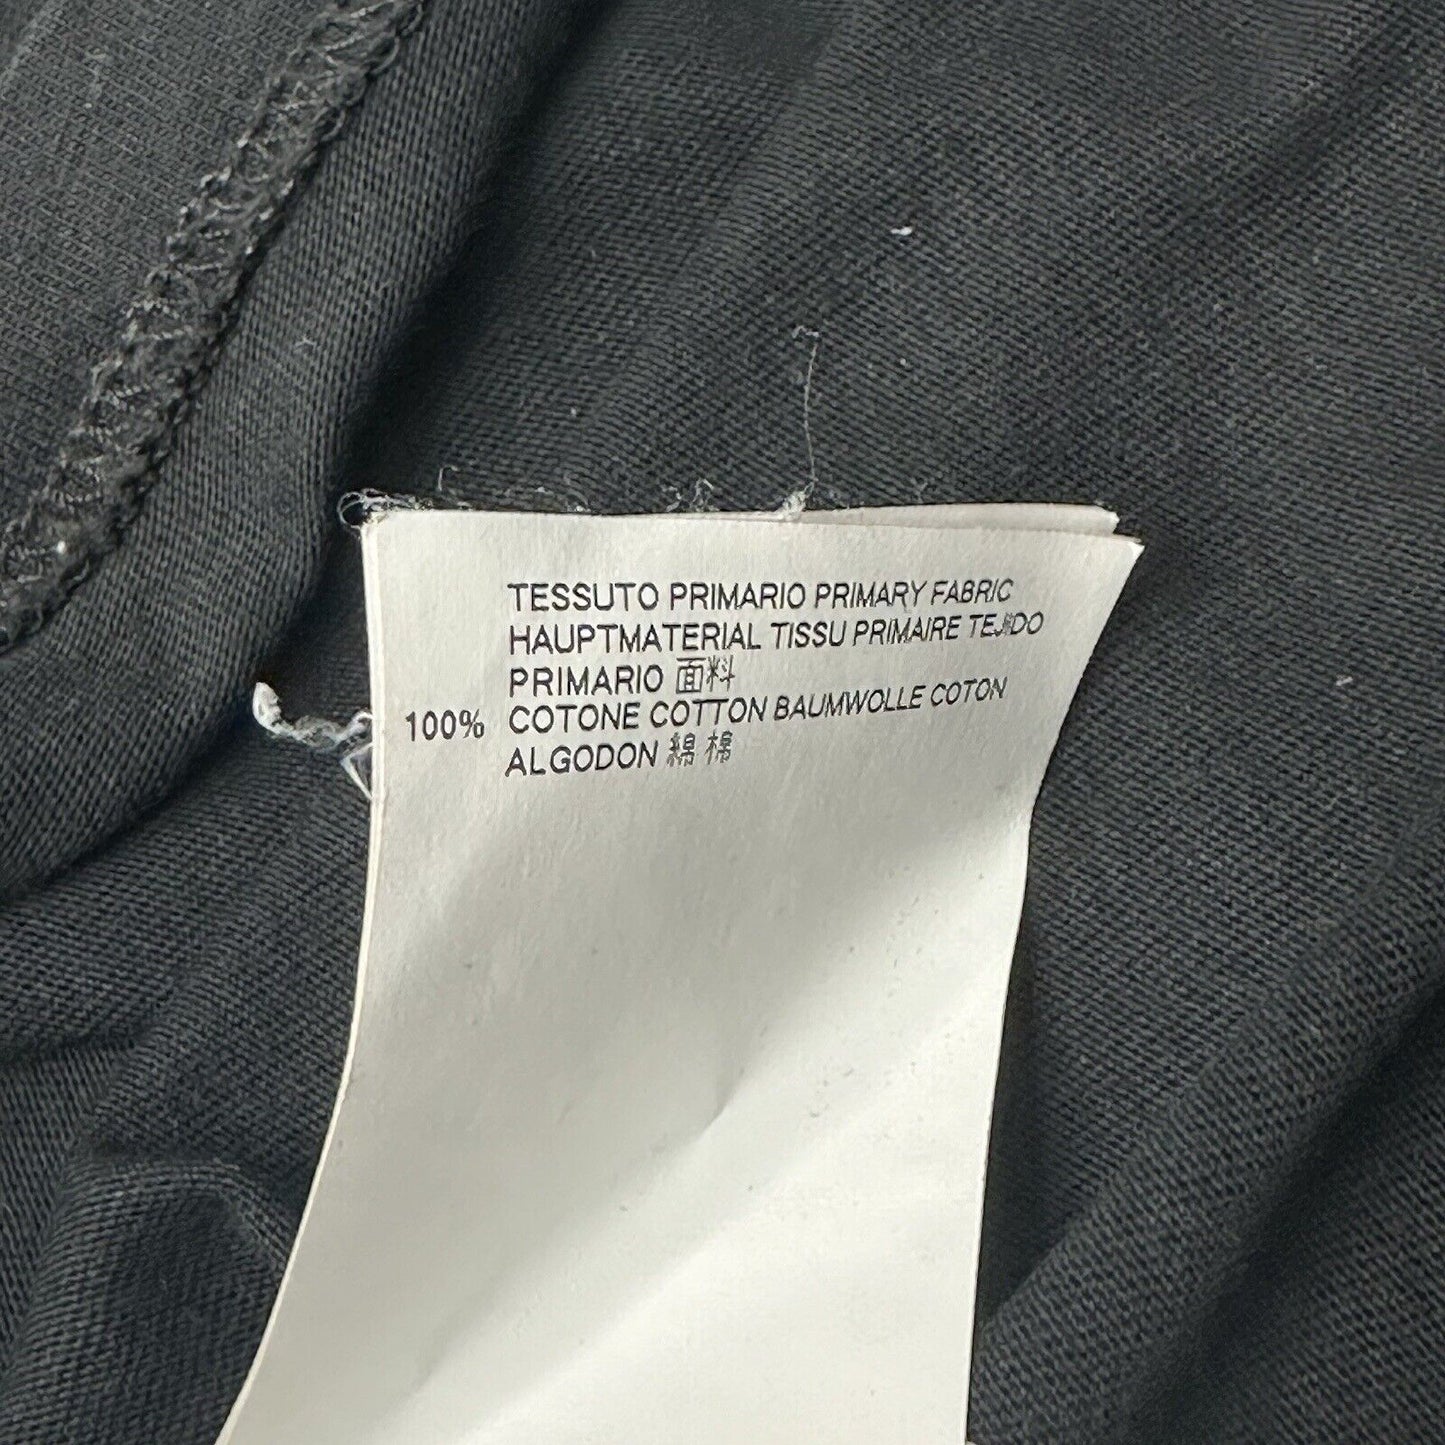 TESSUTO PRIMARIO PRIMARY FABRIC
HAUPTMATERIAL TISSU PRIMAIRE TEJIDO
PRIMARIO 面料
100% COTONE COTTON BAUMWOLLE COTON
ALGODON 綿 棉